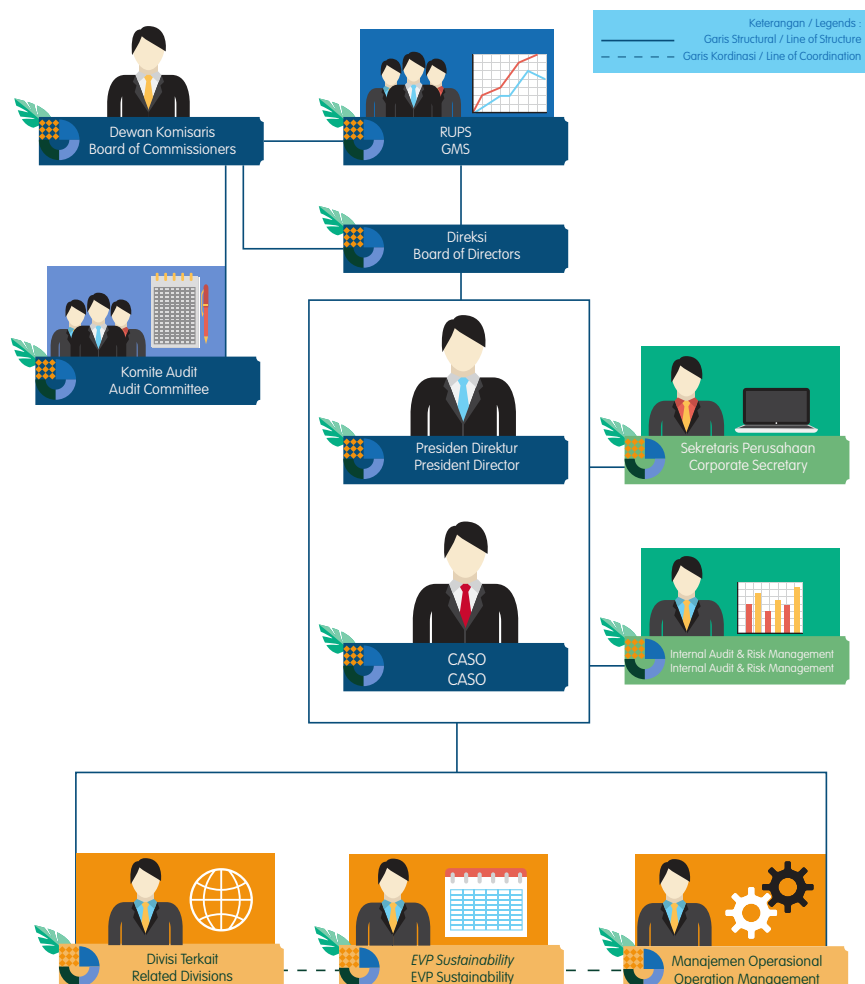 Keterangan / Legends :
Garis Structural / Line of Structure
Garis Kordinasi / Line of Coordination
Dewan Komisaris
Board of Commissioners
RUPS
GMS
Direksi
Board of Directors
Komite Audit
Audit Committee
Presiden Direktur
President Director
Sekretaris Perusahaan
Corporate Secretary
CASO
CASO
Internal Audit & Risk Management
Internal Audit & Risk Management
Divisi Terkait
Related Divisions
EVP Sustainability
EVP Sustainability
Manajemen Operasional
Operation Management